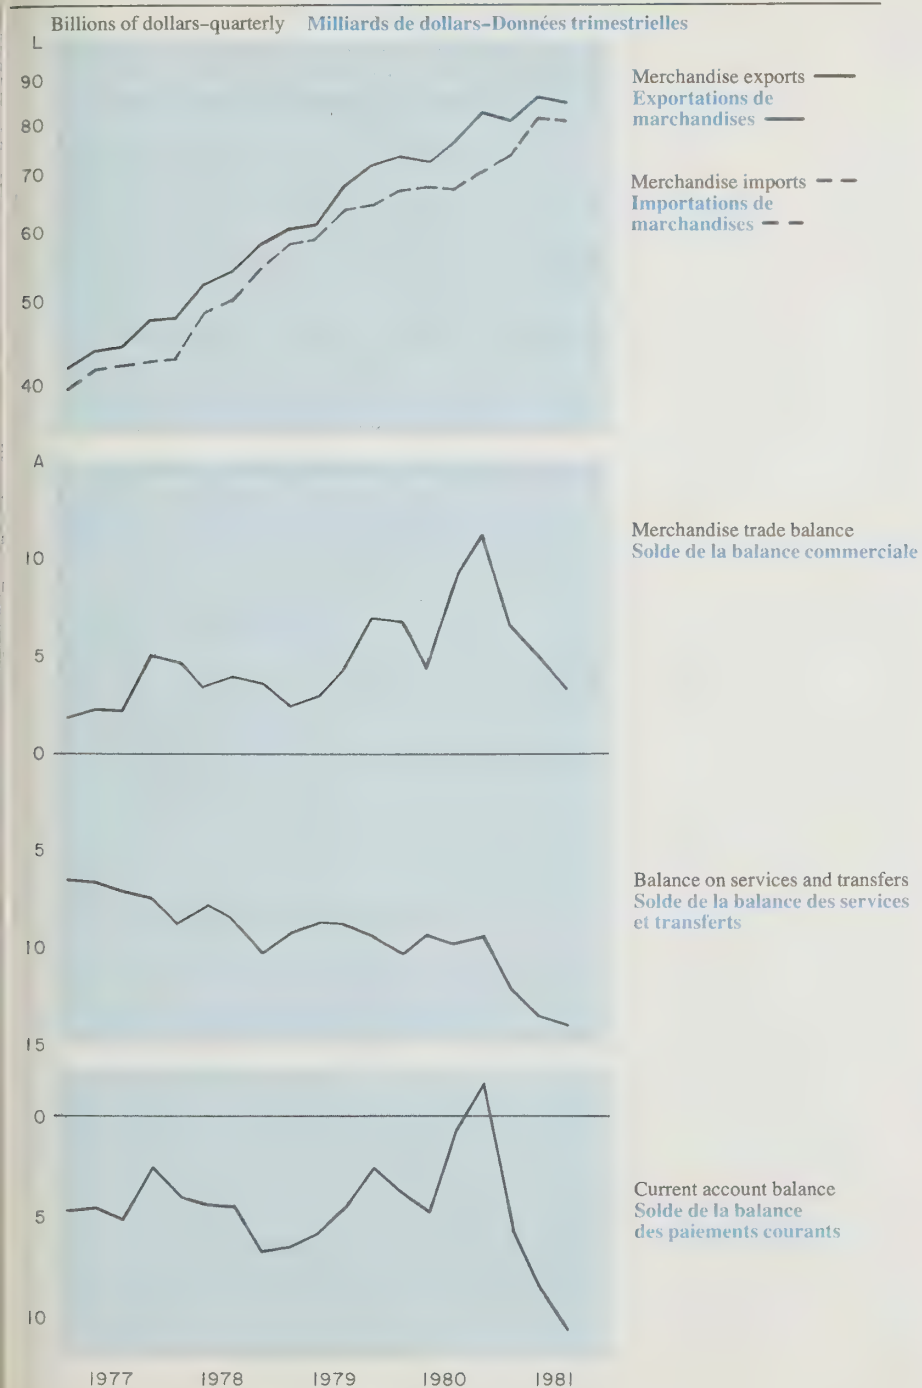 Billions of dollars–quarterly Milliards de dollars–Données trimestrielles
L
90
80
70
60
50
40
Merchandise exports
Exportations de
marchandises
Merchandise imports
Importations de
marchandises
A
10
5
0
5
10
15
Merchandise trade balance
Solde de la balance commerciale
Balance on services and transfers
Solde de la balance des services
et transferts
0
5
10
Current account balance
Solde de la balance
des paiements courants
1977 1978 1979 1980 1981